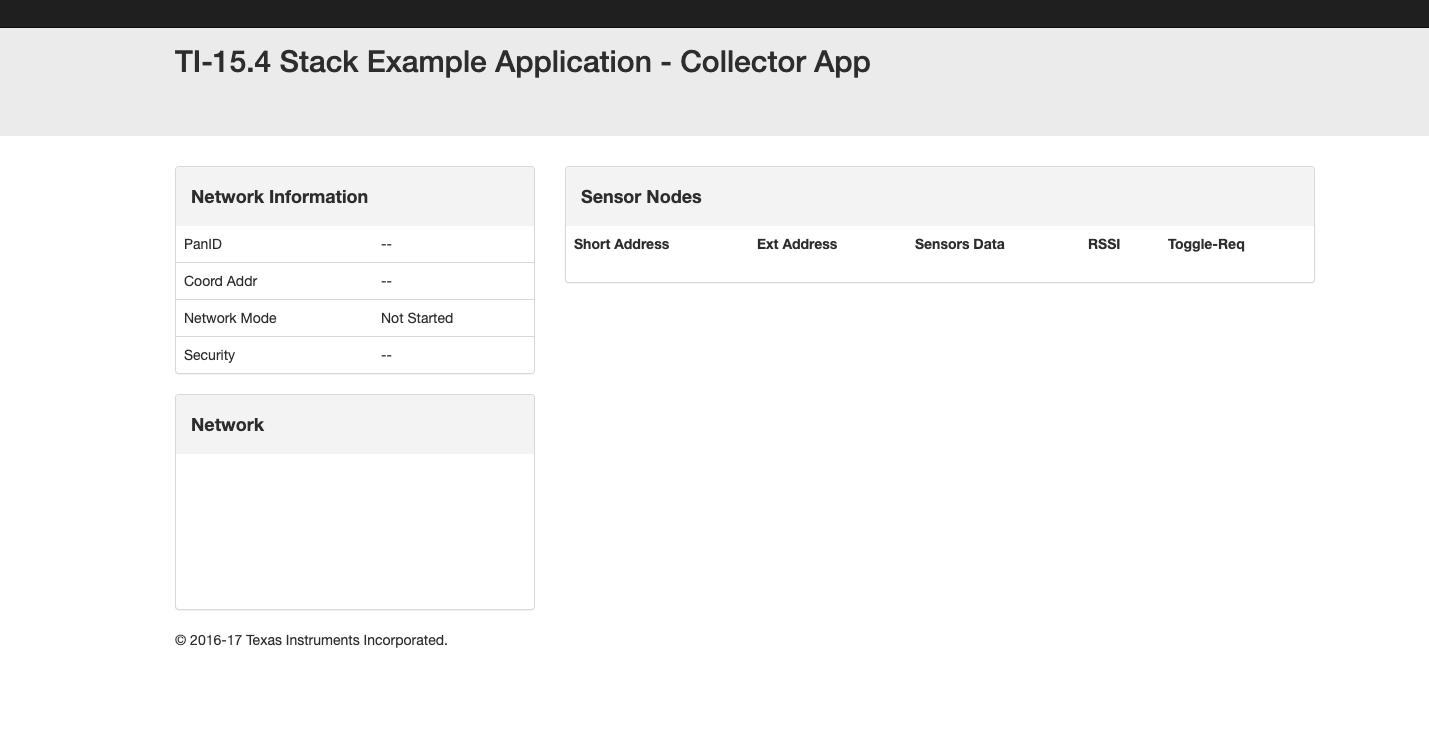 TI-15.4 Stack Example Application - Collector App
Network Information
PanID --
Coord Addr --
Network Mode Not Started
Security --
Network
Sensor Nodes
Short Address Ext Address Sensors Data RSSI Toggle-Req
© 2016-17 Texas Instruments Incorporated.